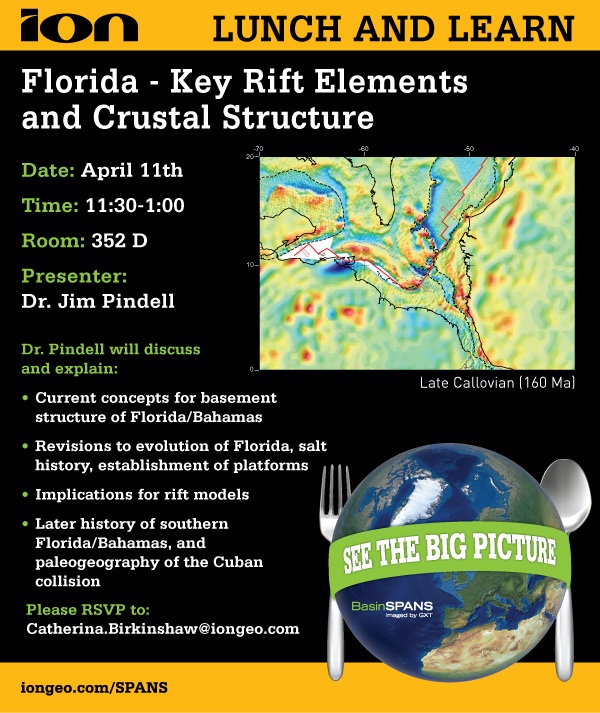 ion
LUNCH AND LEARN
Florida - Key Rift Elements
and Crustal Structure
Date: April 11th
Time: 11:30-1:00
Room: 352 D
Presenter:
Dr. Jim Pindell
-70 -60 -50 -40
20
10
0
Late Callovian (160 Ma)
Dr. Pindell will discuss
and explain:
• Current concepts for basement
structure of Florida/Bahamas
• Revisions to evolution of Florida, salt
history, establishment of platforms
• Implications for rift models
• Later history of southern
Florida/Bahamas, and
paleogeography of the Cuban
collision
Please RSVP to:
Catherina.Birkinshaw@iongeo.com
SEE THE BIG PICTURE
BasinSPANS
imaged by GXT
iongeo.com/SPANS